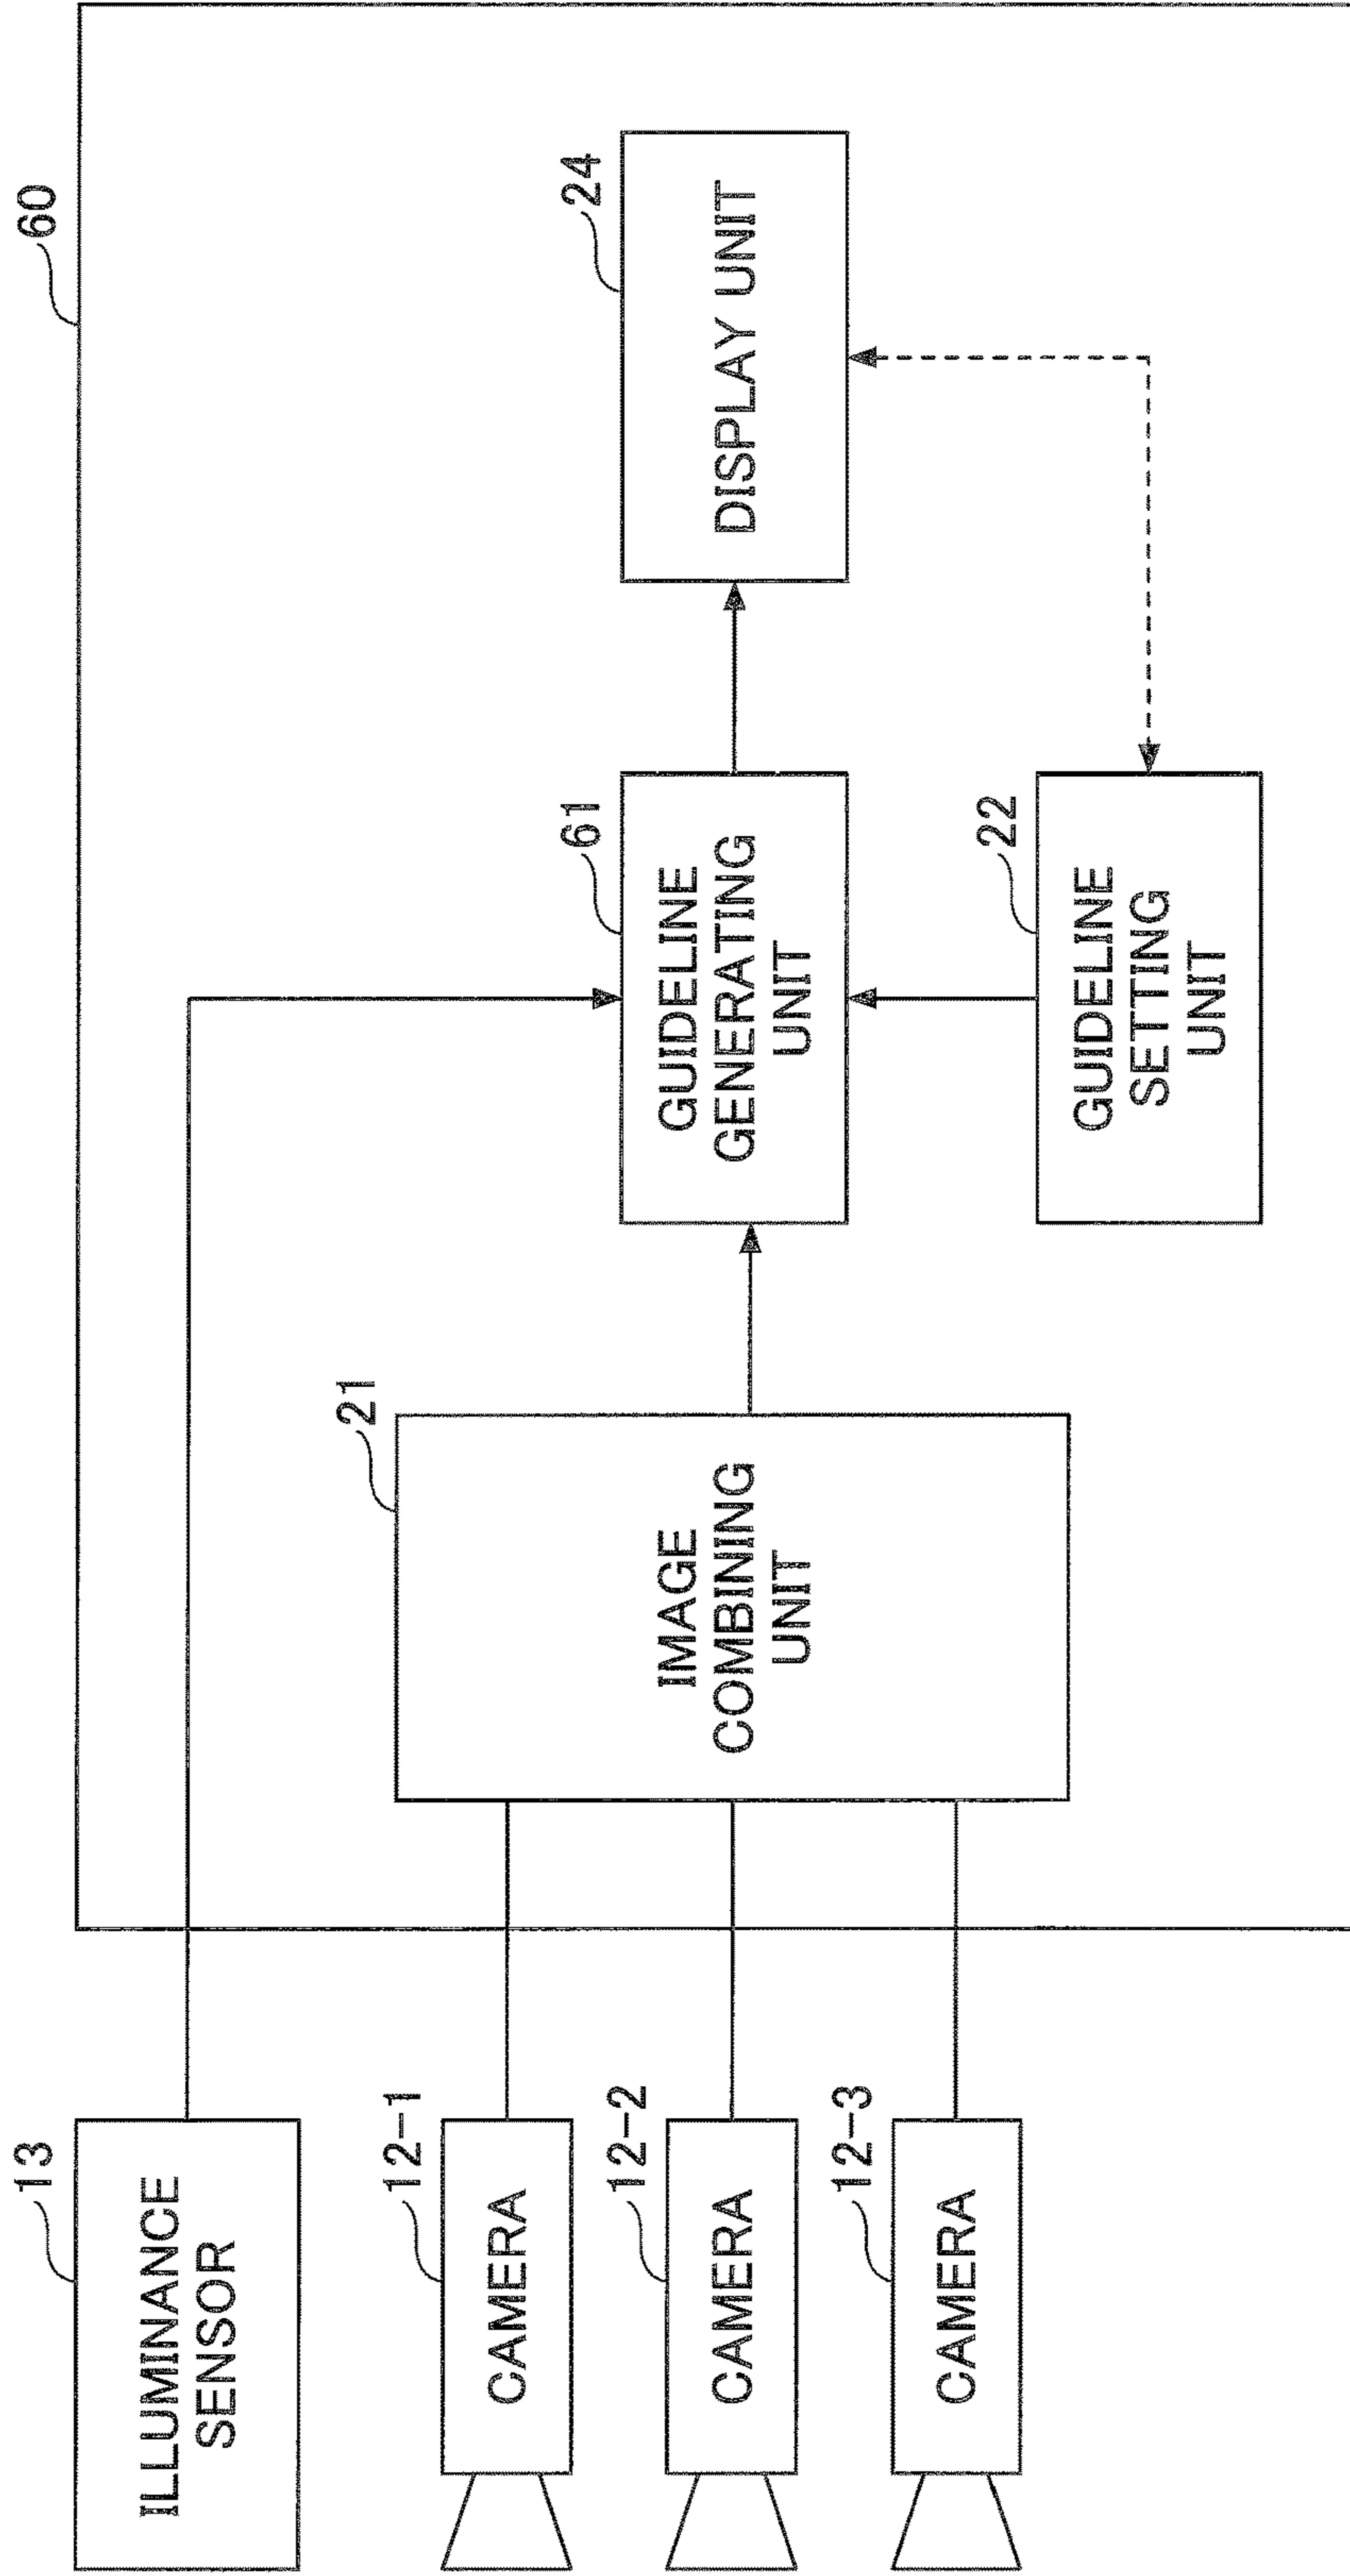 60
13
ILLUMINANCE
SENSOR
12-1
CAMERA
12-2
CAMERA
12-3
CAMERA
21
IMAGE
COMBINING
UNIT
61
GUIDELINE
GENERATING
UNIT
22
GUIDELINE
SETTING
UNIT
24
DISPLAY UNIT